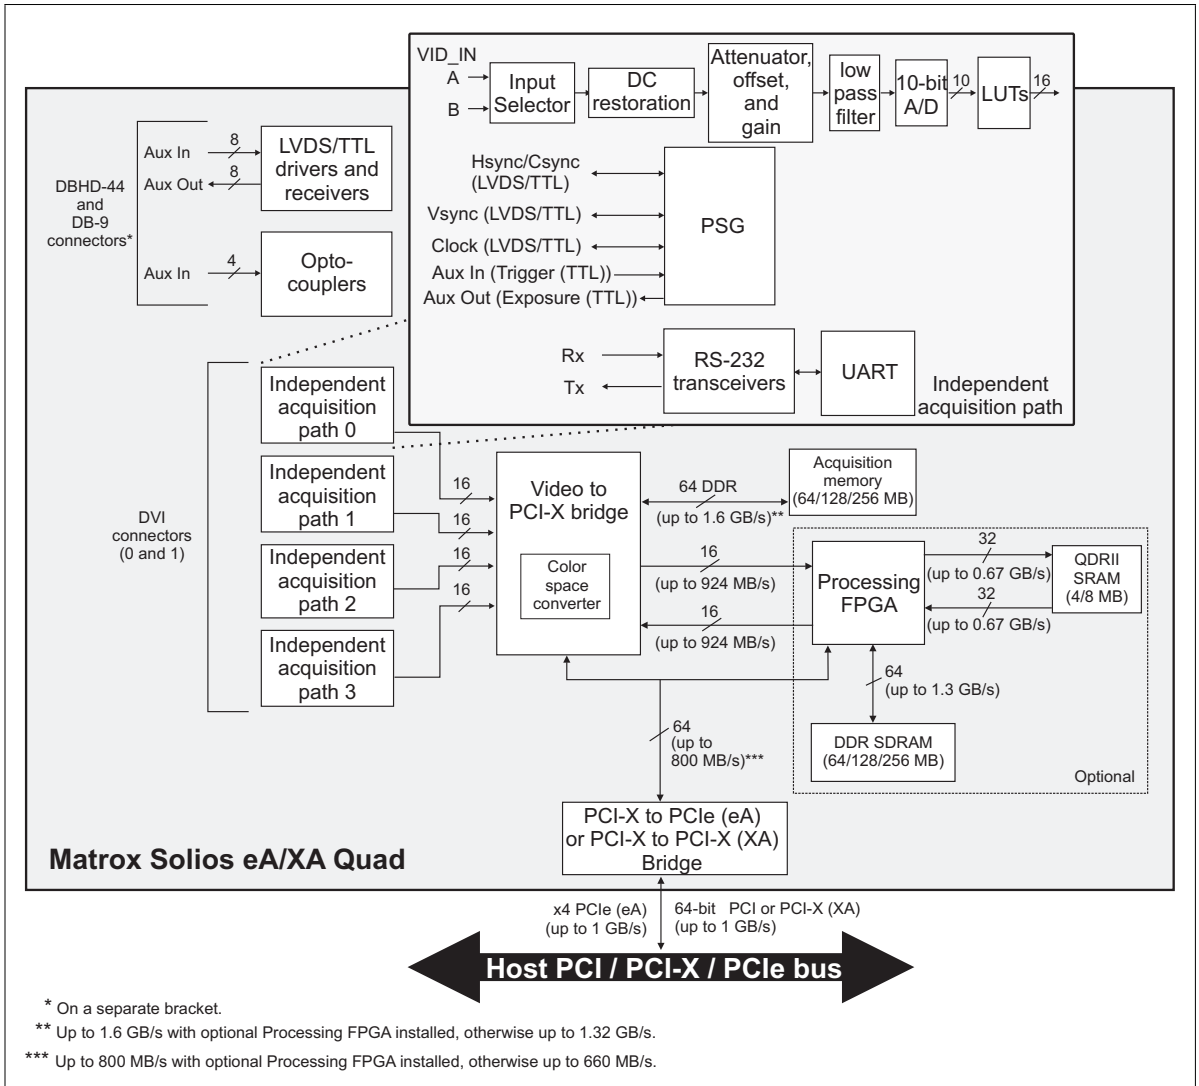 VID_IN
A
B
Input
Selector
DC
restoration
Attenuator,
offset,
and
gain
low
pass
filter
10-bit
A/D
10
LUTs
16
Hsync/Csync
(LVDS/TTL)
Vsync (LVDS/TTL)
Clock (LVDS/TTL)
Aux In (Trigger (TTL))
Aux Out (Exposure (TTL))
PSG
Rx
Tx
RS-232
transceivers
UART
Independent
acquisition path
DBHD-44
and
DB-9
connectors*
Aux In
8
Aux Out
8
LVDS/TTL
drivers and
receivers
Aux In
4
Opto-
couplers
DVI
connectors
(0 and 1)
Independent
acquisition
path 0
Independent
acquisition
path 1
Independent
acquisition
path 2
Independent
acquisition
path 3
16
16
16
16
Video to
PCI-X bridge
Color
space
converter
64 DDR
(up to 1.6 GB/s)**
Acquisition
memory
(64/128/256 MB)
16
(up to 924 MB/s)
16
(up to 924 MB/s)
Processing
FPGA
32
(up to 0.67 GB/s)
32
(up to 0.67 GB/s)
QDRII
SRAM
(4/8 MB)
64
(up to 1.3 GB/s)
DDR SDRAM
(64/128/256 MB)
Optional
64
(up to
800 MB/s)***
PCI-X to PCIe (eA)
or PCI-X to PCI-X (XA)
Bridge
Matrox Solios eA/XA Quad
x4 PCIe (eA)
(up to 1 GB/s)
64-bit PCI or PCI-X (XA)
(up to 1 GB/s)
Host PCI / PCI-X / PCIe bus
* On a separate bracket.
** Up to 1.6 GB/s with optional Processing FPGA installed, otherwise up to 1.32 GB/s.
*** Up to 800 MB/s with optional Processing FPGA installed, otherwise up to 660 MB/s.